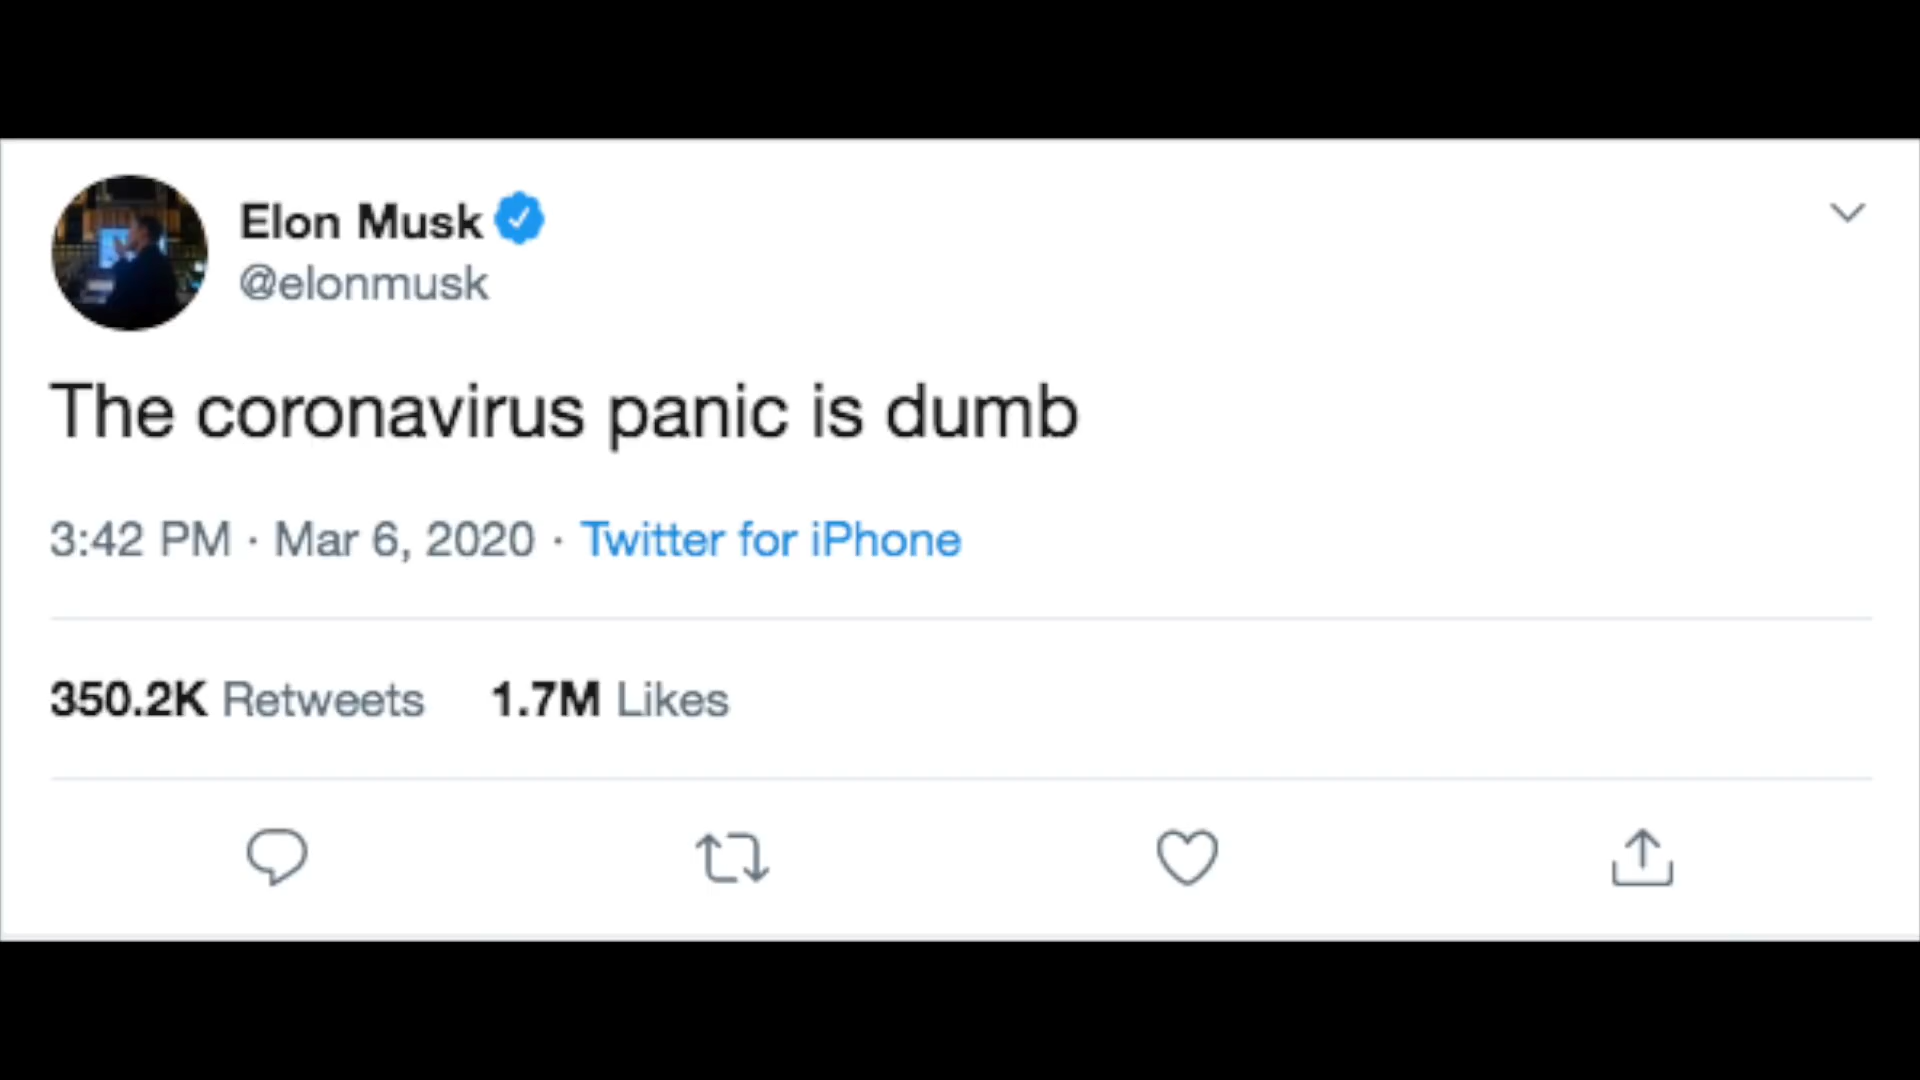 Elon Musk
@elonmusk
The coronavirus panic is dumb
3:42 PM · Mar 6, 2020 · Twitter for iPhone
350.2K Retweets 1.7M Likes